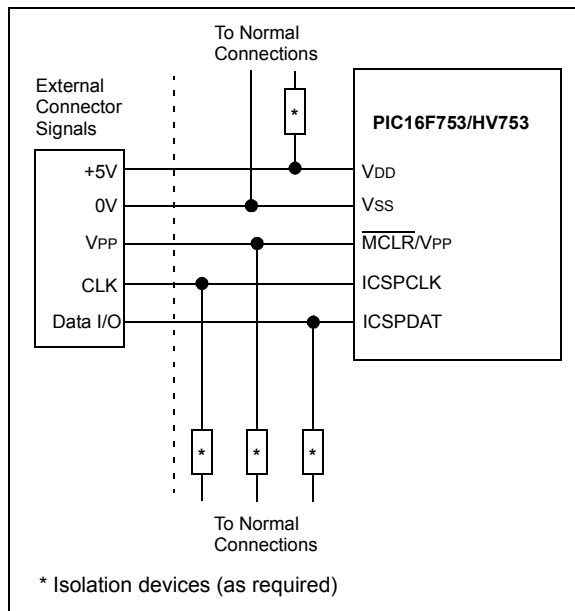 To Normal
Connections
External
Connector
Signals
*
PIC16F753/HV753
+5V
VDD
0V
VSS
VPP
MCLR/VPP
CLK
ICSPCLK
Data I/O
ICSPDAT
* * *
To Normal
Connections
* Isolation devices (as required)